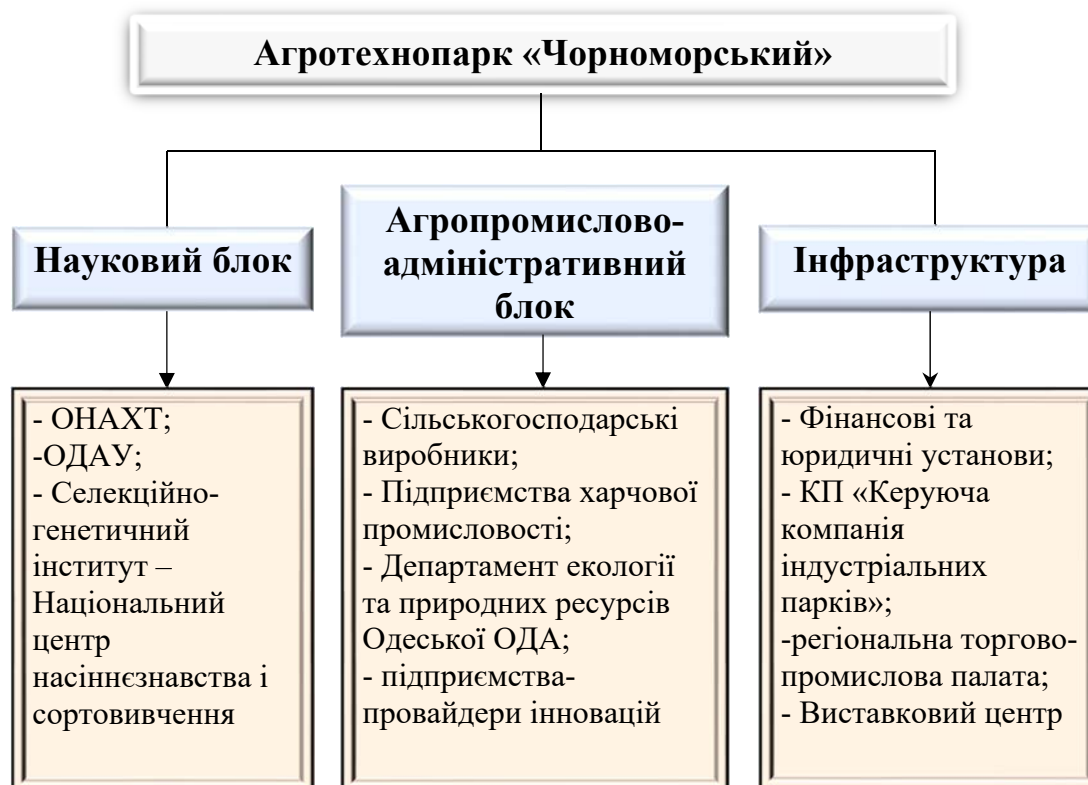 Агротехнопарк «Чорноморський»
Науковий блок
Агропромислово-
адміністративний
блок
Інфраструктура
- ОНАХТ;
-ОДАУ;
- Селекційно-
генетичний
інститут –
Національний
центр
насіннєзнавства і
сортовивчення
- Сільськогосподарські
виробники;
- Підприємства харчової
промисловості;
- Департамент екології
та природних ресурсів
Одеської ОДА;
- підприємства-
провайдери інновацій
- Фінансові та
юридичні установи;
- КП «Керуюча
компанія
індустріальних
парків»;
-регіональна торгово-
промислова палата;
- Виставковий центр